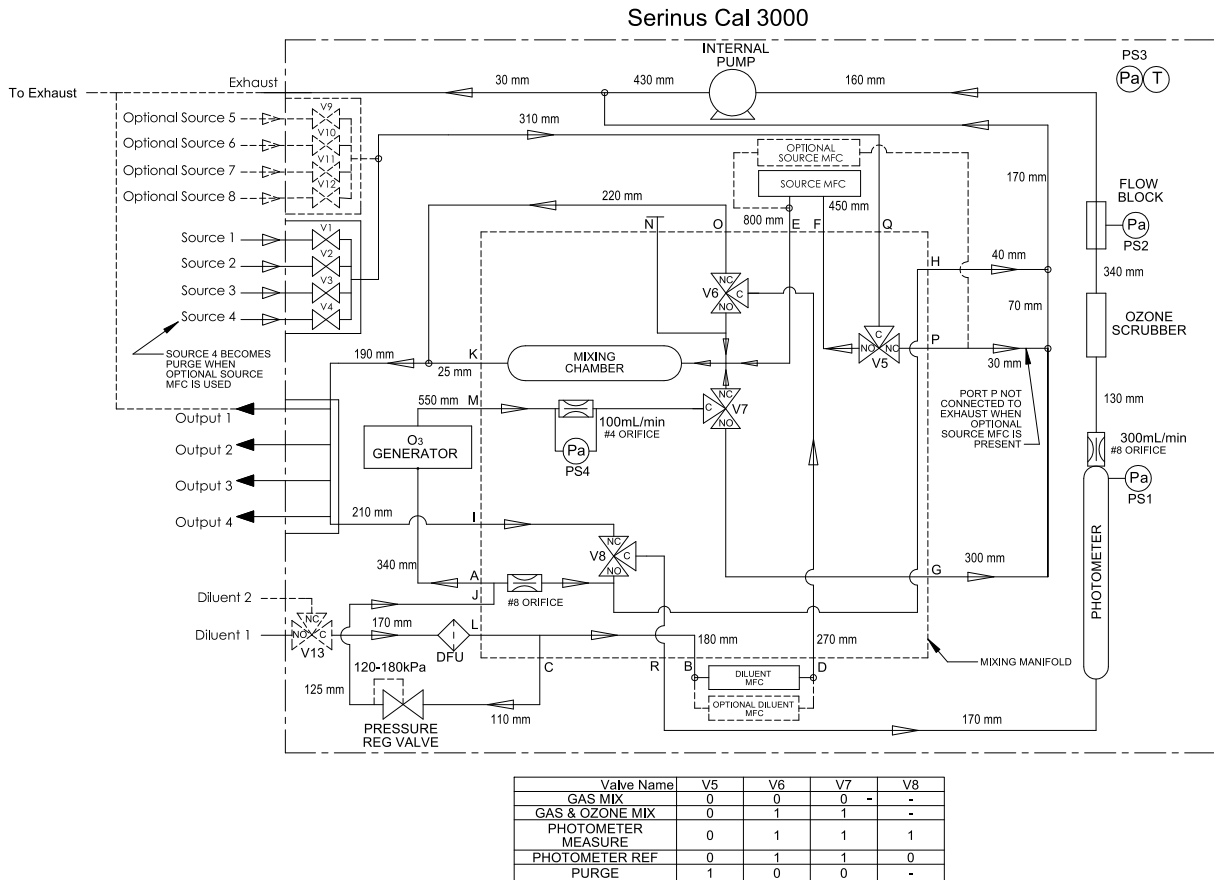 Serinus Cal 3000
INTERNAL
PUMP
PS3
Pa T
To Exhaust
Exhaust
30 mm
430 mm
160 mm
V9
Optional Source 5
V10
Optional Source 6
V11
Optional Source 7
V12
Optional Source 8
310 mm
OPTIONAL
SOURCE MFC
SOURCE MFC
450 mm
800 mm
170 mm
FLOW
BLOCK
Pa
PS2
220 mm
N
O
E
F
Q
V1
Source 1
V2
Source 2
V3
Source 3
V4
Source 4
H
40 mm
340 mm
NC
C
NO
V6
70 mm
OZONE
SCRUBBER
SOURCE 4 BECOMES
PURGE WHEN
OPTIONAL SOURCE
MFC IS USED
190 mm
K
25 mm
MIXING
CHAMBER
C
NO
NC
V5
P
30 mm
PORT P NOT
CONNECTED TO
EXHAUST WHEN
OPTIONAL
SOURCE MFC IS
PRESENT
130 mm
550 mm
M
NC
C
NO
V7
100mL/min
#4 ORIFICE
Pa
PS4
O3
GENERATOR
300mL/min
#8 ORIFICE
Pa
PS1
Output 1
Output 2
Output 3
Output 4
210 mm
I
NC
C
NO
V8
340 mm
A
J
#8 ORIFICE
G
300 mm
PHOTOMETER
Diluent 2
Diluent 1
NC
NO
C
V13
170 mm
DFU
L
C
180 mm
270 mm
R
B
D
MIXING MANIFOLD
DILUENT
MFC
OPTIONAL DILUENT
MFC
120-180kPa
125 mm
110 mm
PRESSURE
REG VALVE
170 mm
Valve Name V5 V6 V7 V8
GAS MIX 0 0 0 - -
GAS & OZONE MIX 0 1 1 -
PHOTOMETER
MEASURE 0 1 1 1
PHOTOMETER REF 0 1 1 0
PURGE 1 0 0 -